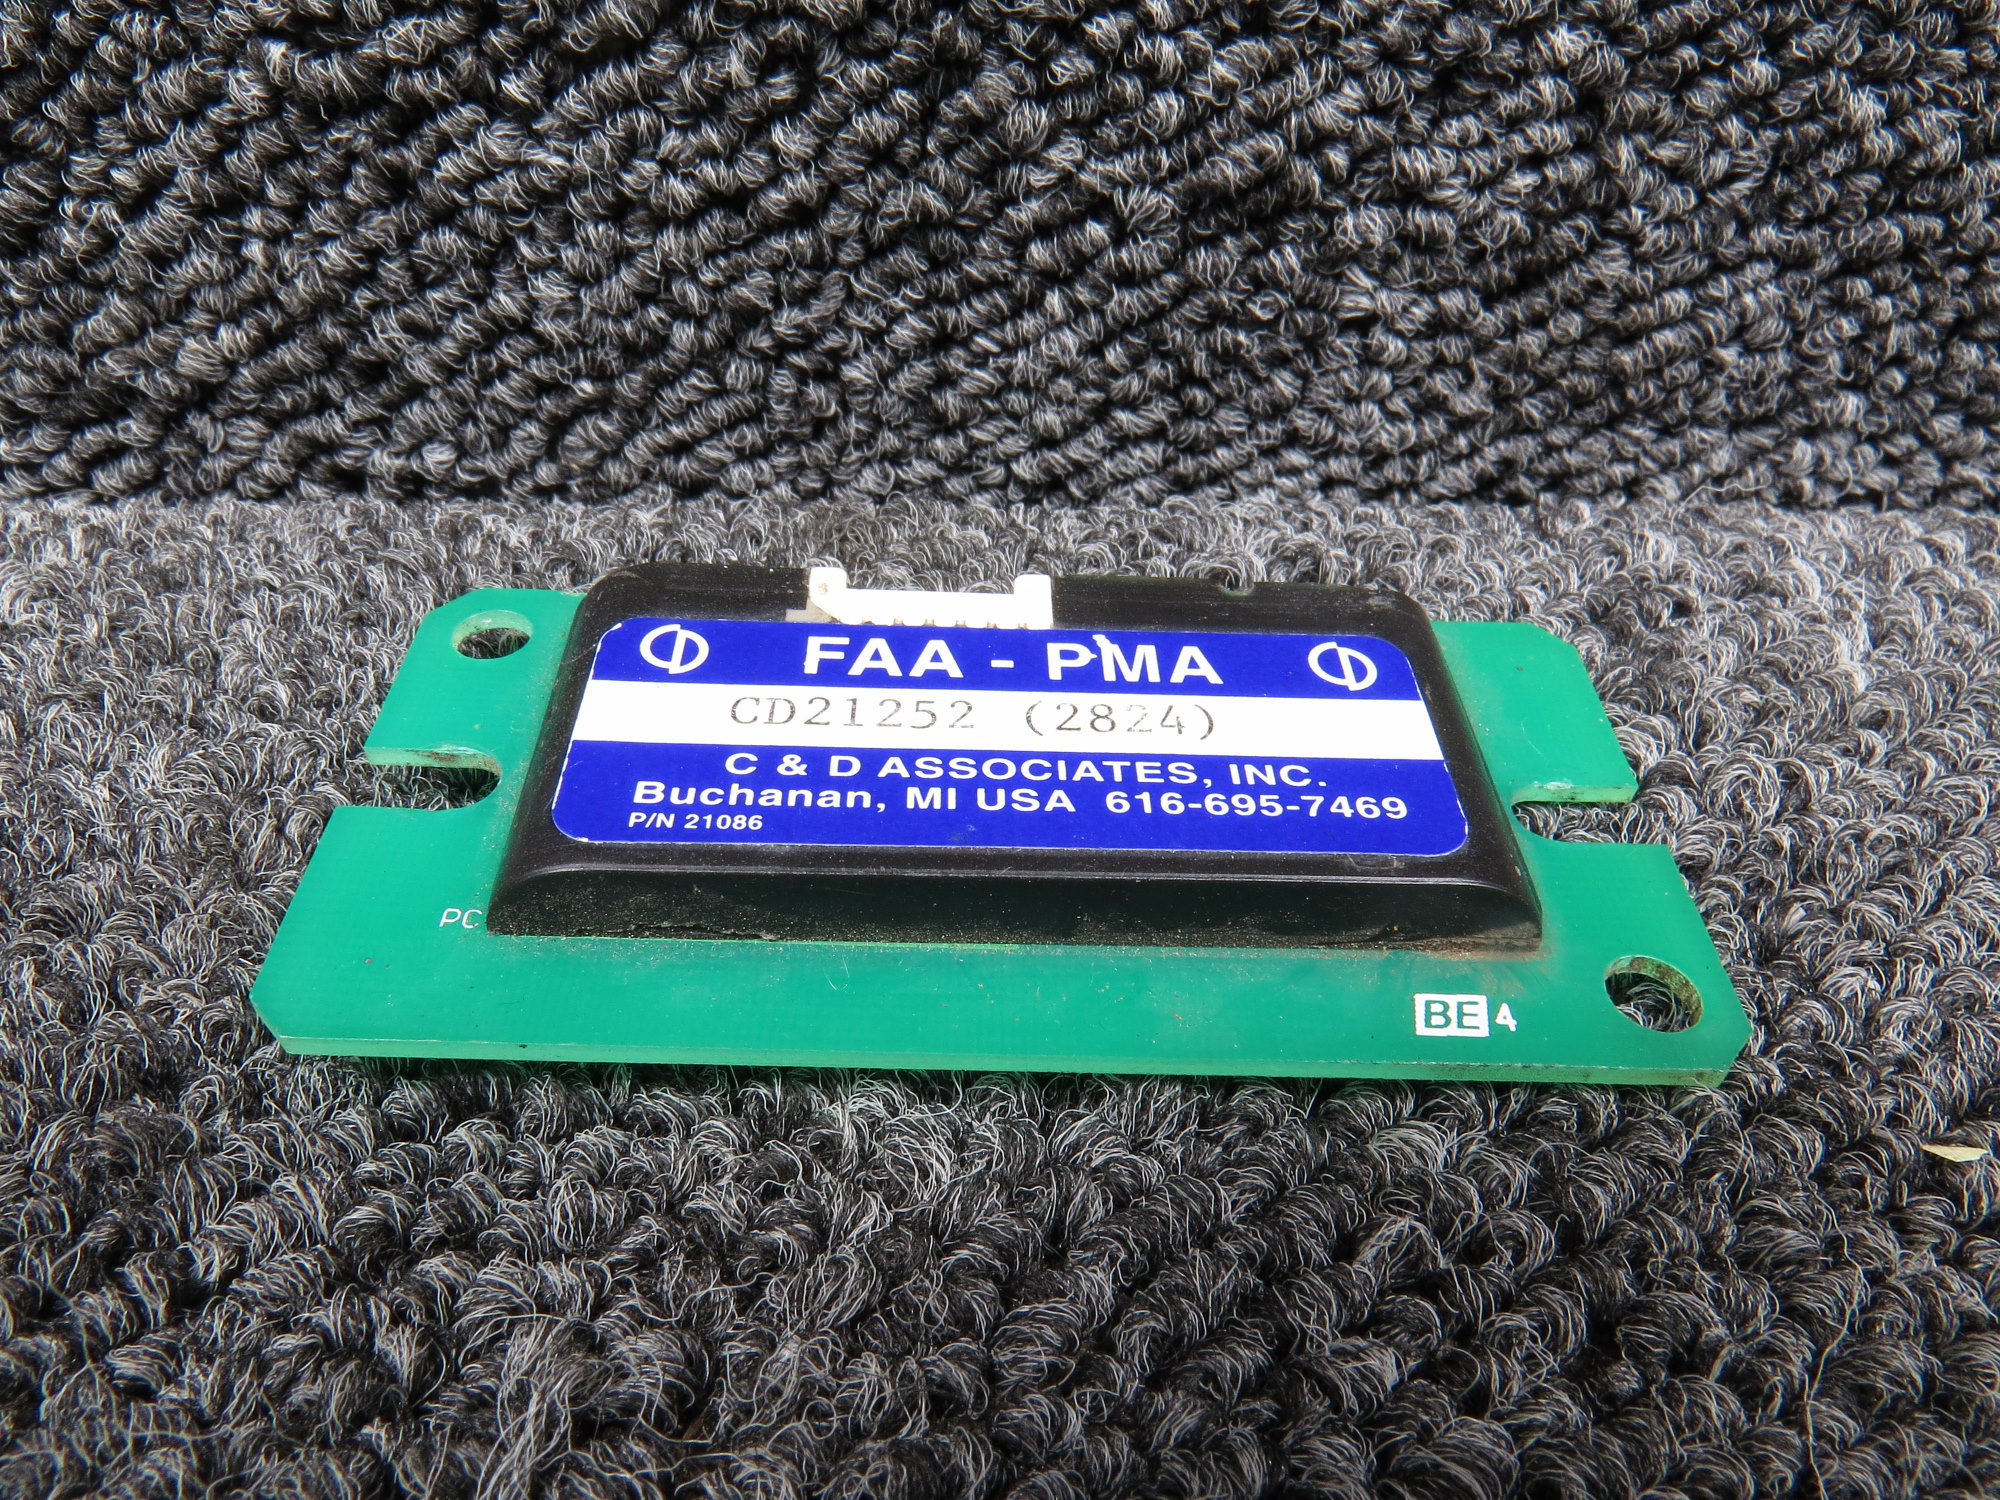 FAA - PMA
CD21252 (2824)
C & D ASSOCIATES, INC.
Buchanan, MI USA 616-695-7469
P/N 21086
PC
BE 4